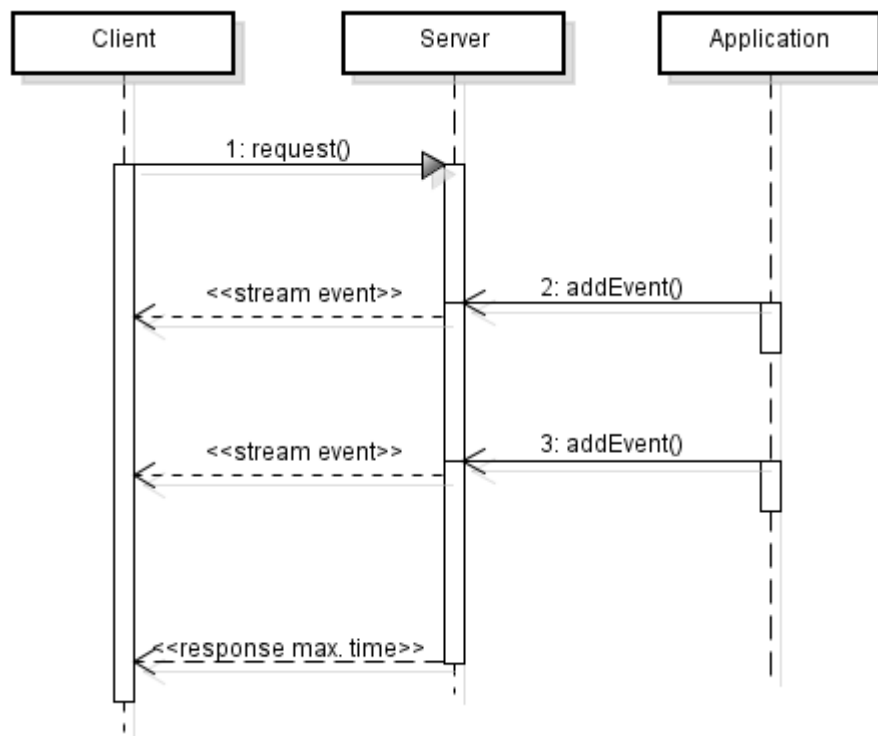 Client
Server
Application
1: request()
<<stream event>>
2: addEvent()
<<stream event>>
3: addEvent()
<<response max. time>>